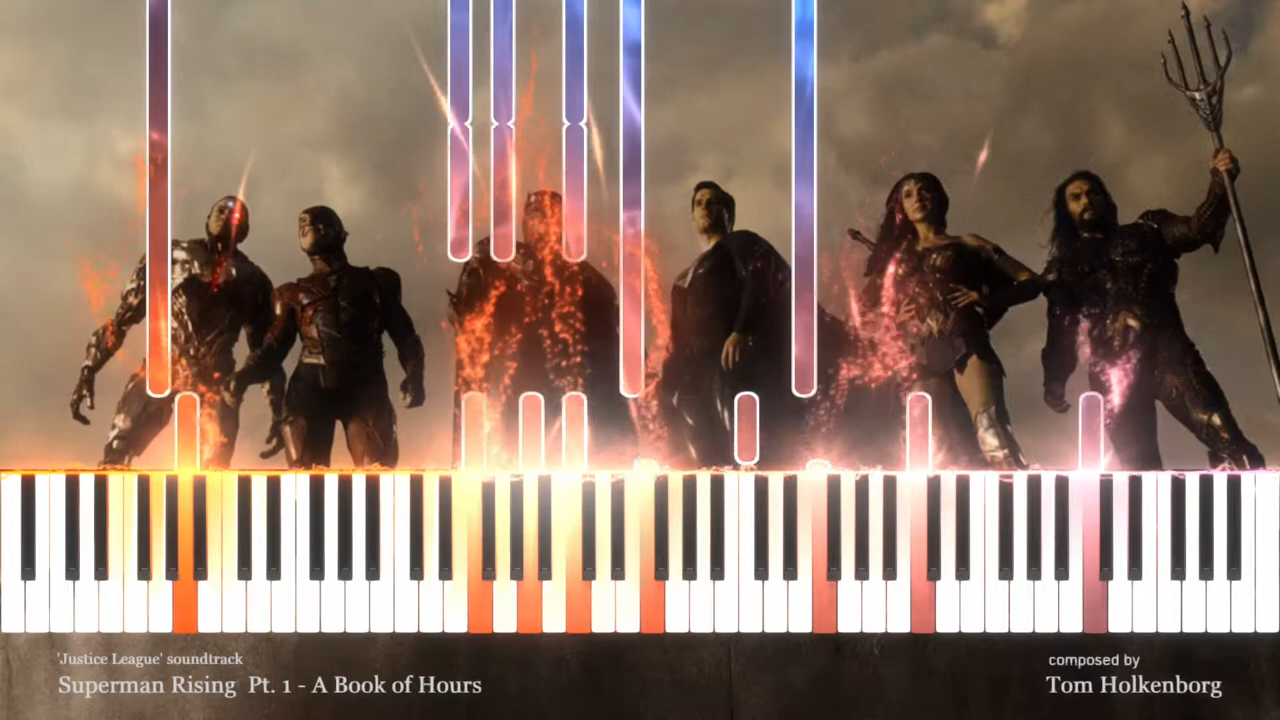 'Justice League' soundtrack
Superman Rising Pt. 1 - A Book of Hours
composed by
Tom Holkenborg